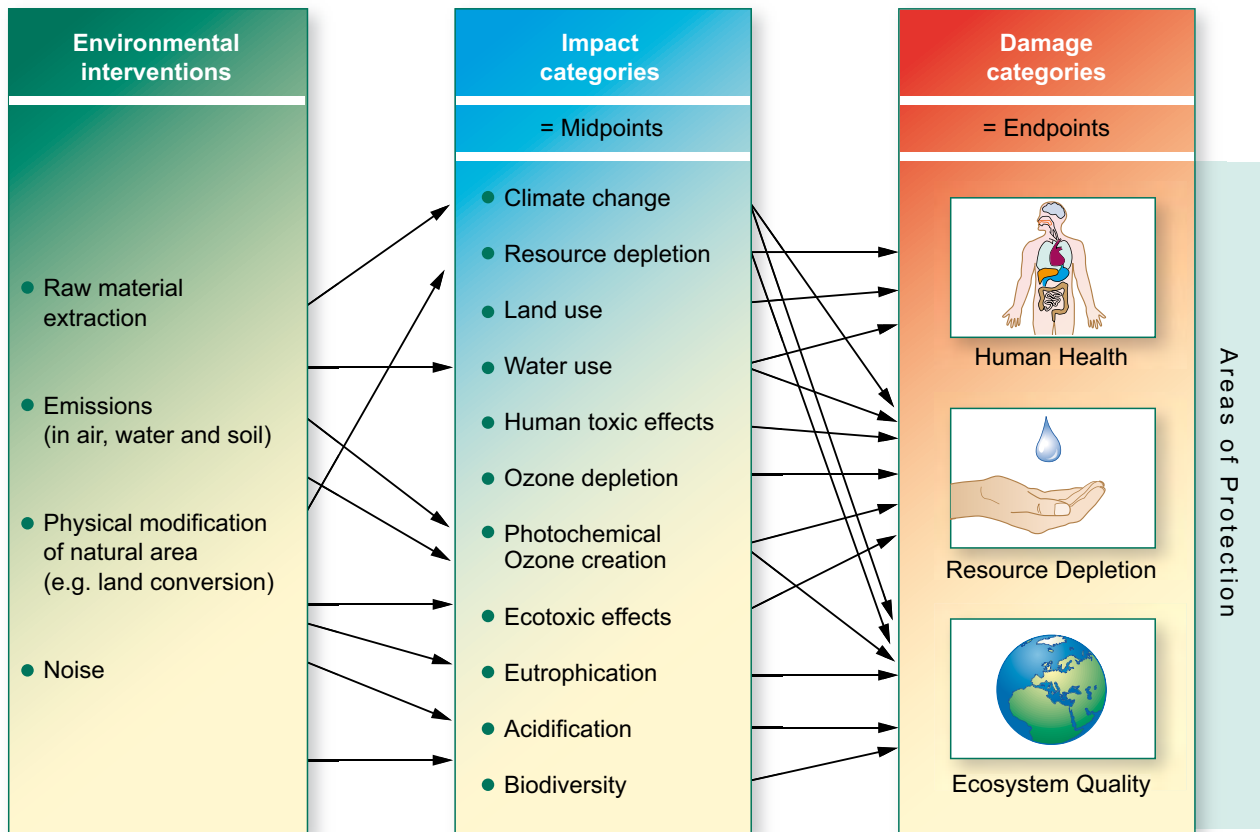 Environmental
interventions
Raw material
extraction
Emissions
(in air, water and soil)
Physical modification
of natural area
(e.g. land conversion)
Noise
Impact
categories
= Midpoints
Climate change
Resource depletion
Land use
Water use
Human toxic effects
Ozone depletion
Photochemical
Ozone creation
Ecotoxic effects
Eutrophication
Acidification
Biodiversity
Damage
categories
= Endpoints
Human Health
Resource Depletion
Ecosystem Quality
Areas of Protection